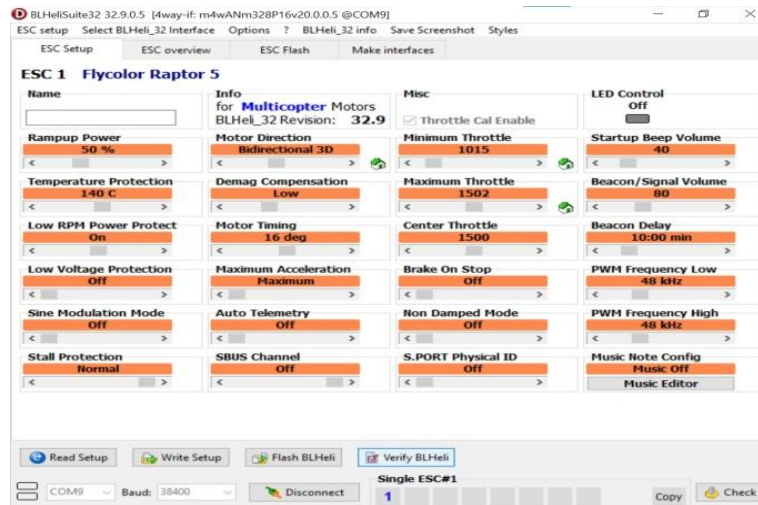 BLHeliSuite32 32.9.0.5 [4way-if: m4wANm328P16v20.0.0.5 @COM9]
ESC setup Select BLHeli_32 Interface Options ? BLHeli_32 info Save Screenshot Styles
ESC Setup ESC overview ESC Flash Make interfaces
ESC 1 Flycolor Raptor 5
Name Info Misc LED Control
for Multicopter Motors Off
BLHeli_32 Revision: 32.9 Throttle Cal Enable
Rampup Power Motor Direction Minimum Throttle Startup Beep Volume
50 % Bidirectional 3D 1015 40
Temperature Protection Demag Compensation Maximum Throttle Beacon/Signal Volume
140 C Low 1502 80
Low RPM Power Protect Motor Timing Center Throttle Beacon Delay
On 16 deg 1500 10:00 min
Low Voltage Protection Maximum Acceleration Brake On Stop PWM Frequency Low
Off Maximum Off 48 kHz
Sine Modulation Mode Auto Telemetry Non Damped Mode PWM Frequency High
Off Off Off 48 kHz
Stall Protection SBUS Channel S.PORT Physical ID Music Note Config
Normal Off Off Music Off
Music Editor
Read Setup Write Setup Flash BLHeli Verify BLHeli
Single ESC#1
COM9 Baud: 38400 Disconnect 1 Copy Check